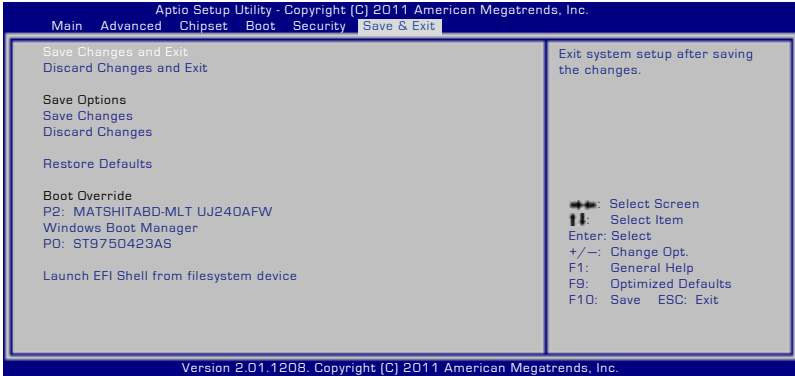 Aptio Setup Utility - Copyright (C) 2011 American Megatrends, Inc.
Main Advanced Chipset Boot Security Save & Exit
Save Changes and Exit
Discard Changes and Exit
Save Options
Save Changes
Discard Changes
Restore Defaults
Boot Override
P2: MATSHITABD-MLT UJ240AFW
Windows Boot Manager
P0: ST9750423AS
Launch EFI Shell from filesystem device
Exit system setup after saving
the changes.
→←: Select Screen
↑↓: Select Item
Enter: Select
+/—: Change Opt.
F1: General Help
F9: Optimized Defaults
F10: Save ESC: Exit
Version 2.01.1208. Copyright (C) 2011 American Megatrends, Inc.